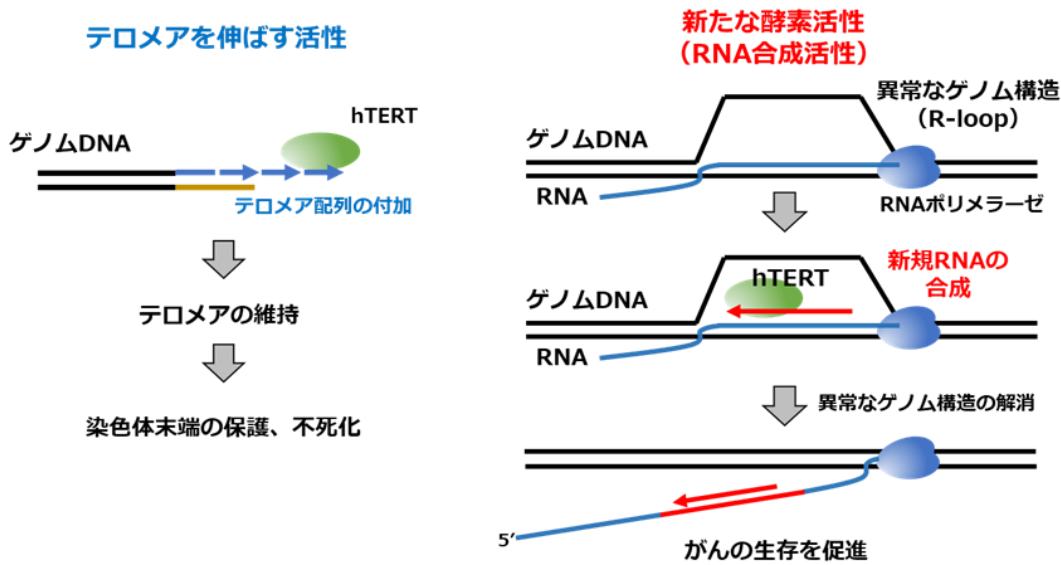 テロメアを伸ばす活性
hTERT
ゲノムDNA
テロメア配列の付加
テロメアの維持
染色体末端の保護、不死化
新たな酵素活性
（RNA合成活性）
異常なゲノム構造
（R-loop）
ゲノムDNA
RNA
RNAポリメラーゼ
新規RNAの
合成
hTERT
ゲノムDNA
RNA
異常なゲノム構造の解消
5′
がんの生存を促進